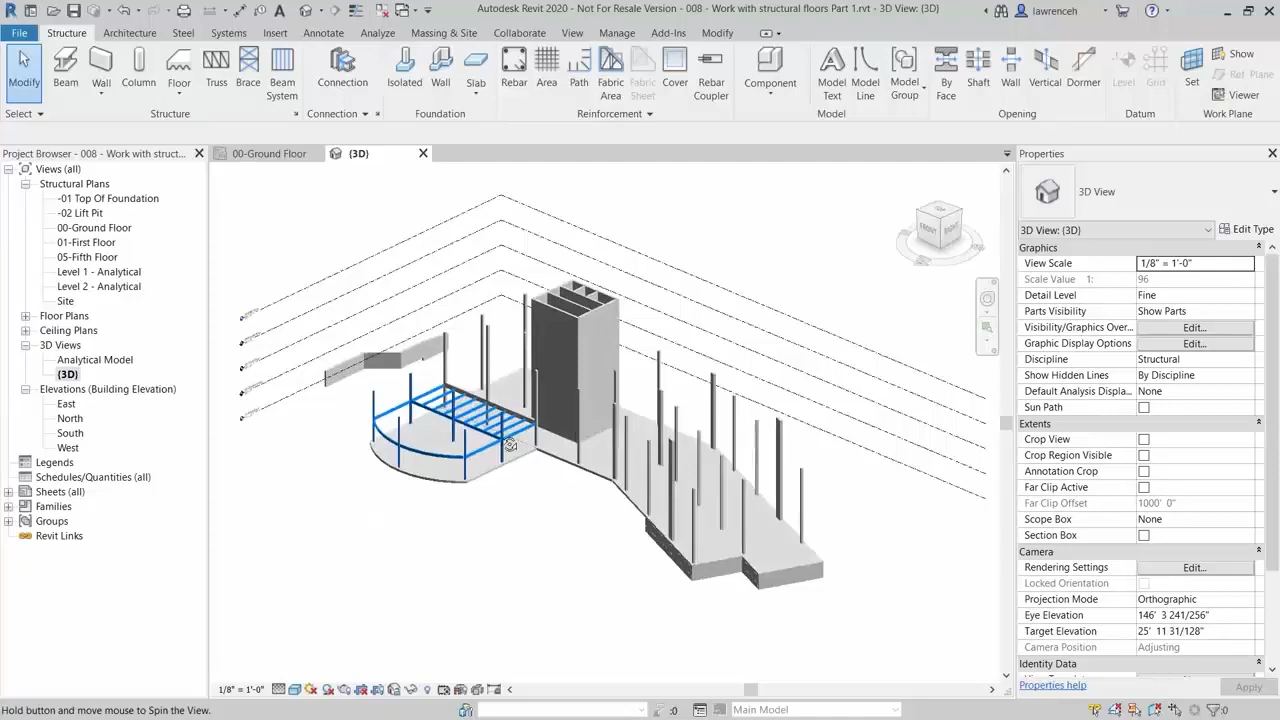 Autodesk Revit 2020 - Not For Resale Version - 008 - Work with structural floors Part 1.rvt - 3D View: {3D}
lawrenceh
File Structure Architecture Steel Systems Insert Annotate Analyze Massing & Site Collaborate View Manage Add-Ins Modify
Modify Beam Wall Column Floor Truss Brace Beam System Connection Isolated Wall Slab Rebar Area Path Fabric Area Fabric Sheet Cover Rebar Coupler Component Model Text Model Line Model Group By Face Shaft Wall Vertical Dormer Level Grid Set Show Ref Plane Viewer
Select Structure Connection Foundation Reinforcement Model Opening Datum Work Plane
Project Browser - 008 - Work with struct...
00-Ground Floor
{3D}
Properties
Views (all)
Structural Plans
-01 Top Of Foundation
-02 Lift Pit
00-Ground Floor
01-First Floor
05-Fifth Floor
Level 1 - Analytical
Level 2 - Analytical
Site
Floor Plans
Ceiling Plans
3D Views
Analytical Model
{3D}
Elevations (Building Elevation)
East
North
South
West
Legends
Schedules/Quantities (all)
Sheets (all)
Families
Groups
Revit Links
TOP
FRONT RIGHT
3D View
3D View: {3D} Edit Type
Graphics
View Scale 1/8" = 1'-0"
Scale Value 1: 96
Detail Level Fine
Parts Visibility Show Parts
Visibility/Graphics Over... Edit...
Graphic Display Options Edit...
Discipline Structural
Show Hidden Lines By Discipline
Default Analysis Displa... None
Sun Path
Extents
Crop View
Crop Region Visible
Annotation Crop
Far Clip Active
Far Clip Offset 1000' 0"
Scope Box None
Section Box
Camera
Rendering Settings Edit...
Locked Orientation
Projection Mode Orthographic
Eye Elevation 146' 3 241/256"
Target Elevation 25' 11 31/128"
Camera Position Adjusting
Identity Data
Properties help Apply
1/8" = 1'-0"
Hold button and move mouse to Spin the View.
:0
Main Model
:0